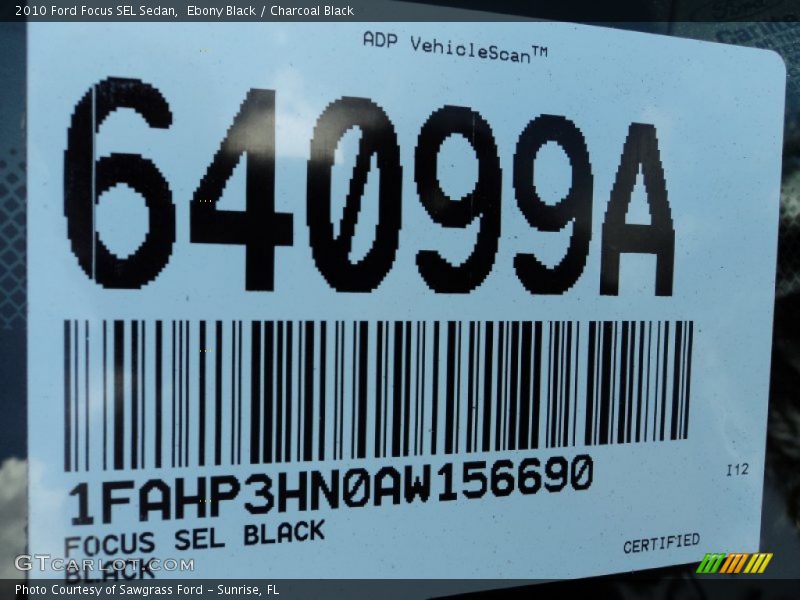 2010 Ford Focus SEL Sedan, Ebony Black / Charcoal Black
ADP VehicleScan™
64099A
1FAHP3HN0AW156690
I12
FOCUS SEL BLACK
CERTIFIED
BLACK
GTcarlot.com
Photo Courtesy of Sawgrass Ford - Sunrise, FL